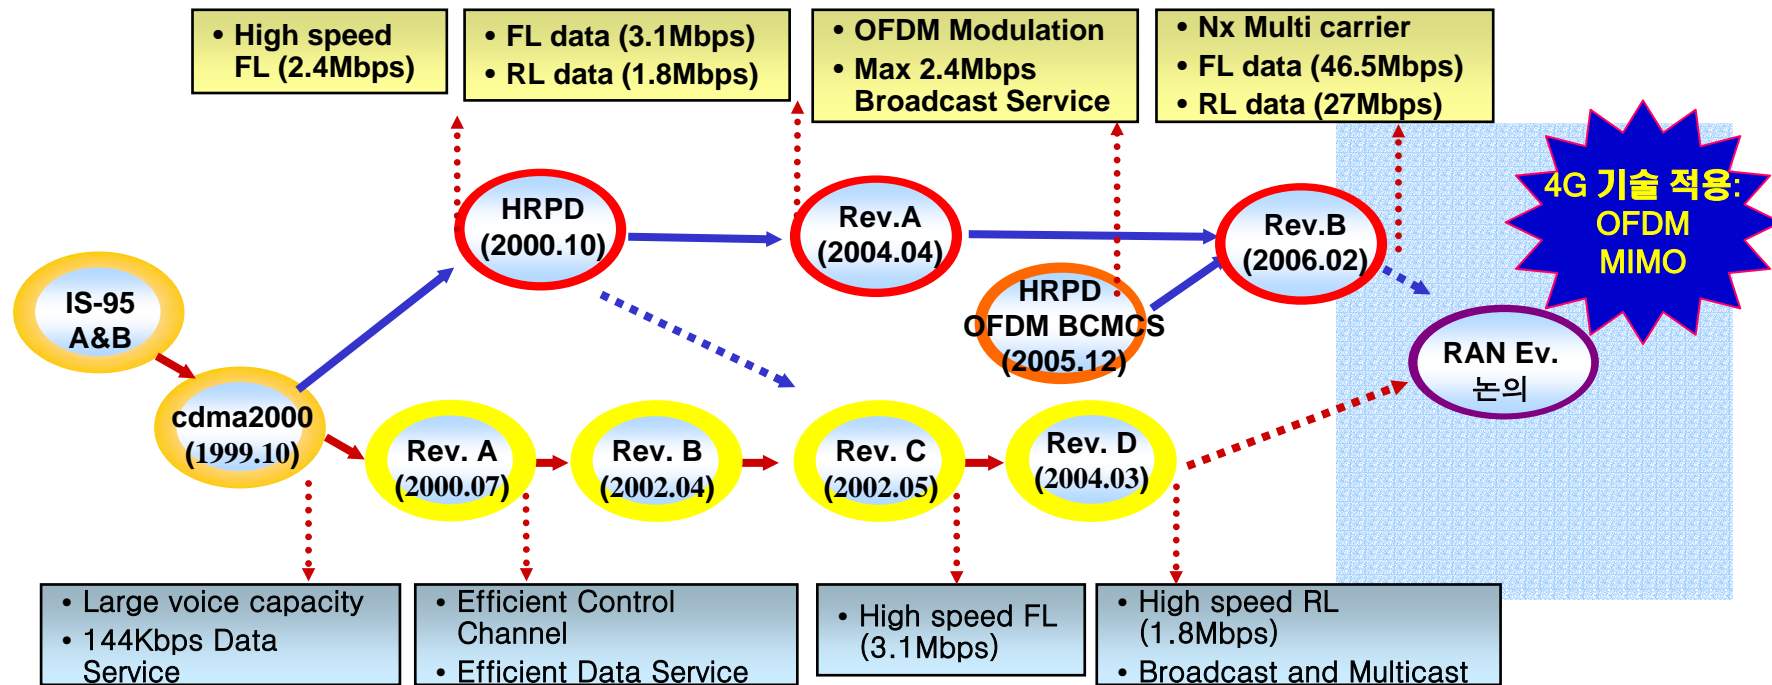 • High speed
FL (2.4Mbps)
• FL data (3.1Mbps)
• RL data (1.8Mbps)
• OFDM Modulation
• Max 2.4Mbps
Broadcast Service
• Nx Multi carrier
• FL data (46.5Mbps)
• RL data (27Mbps)
4G 기술 적용:
OFDM
MIMO
HRPD
(2000.10)
Rev.A
(2004.04)
Rev.B
(2006.02)
HRPD
OFDM BCMCS
(2005.12)
IS-95
A&B
RAN Ev.
논의
cdma2000
(1999.10)
Rev. A
(2000.07)
Rev. B
(2002.04)
Rev. C
(2002.05)
Rev. D
(2004.03)
• Large voice capacity
• 144Kbps Data
Service
• Efficient Control
Channel
• Efficient Data Service
• High speed FL
(3.1Mbps)
• High speed RL
(1.8Mbps)
• Broadcast and Multicast